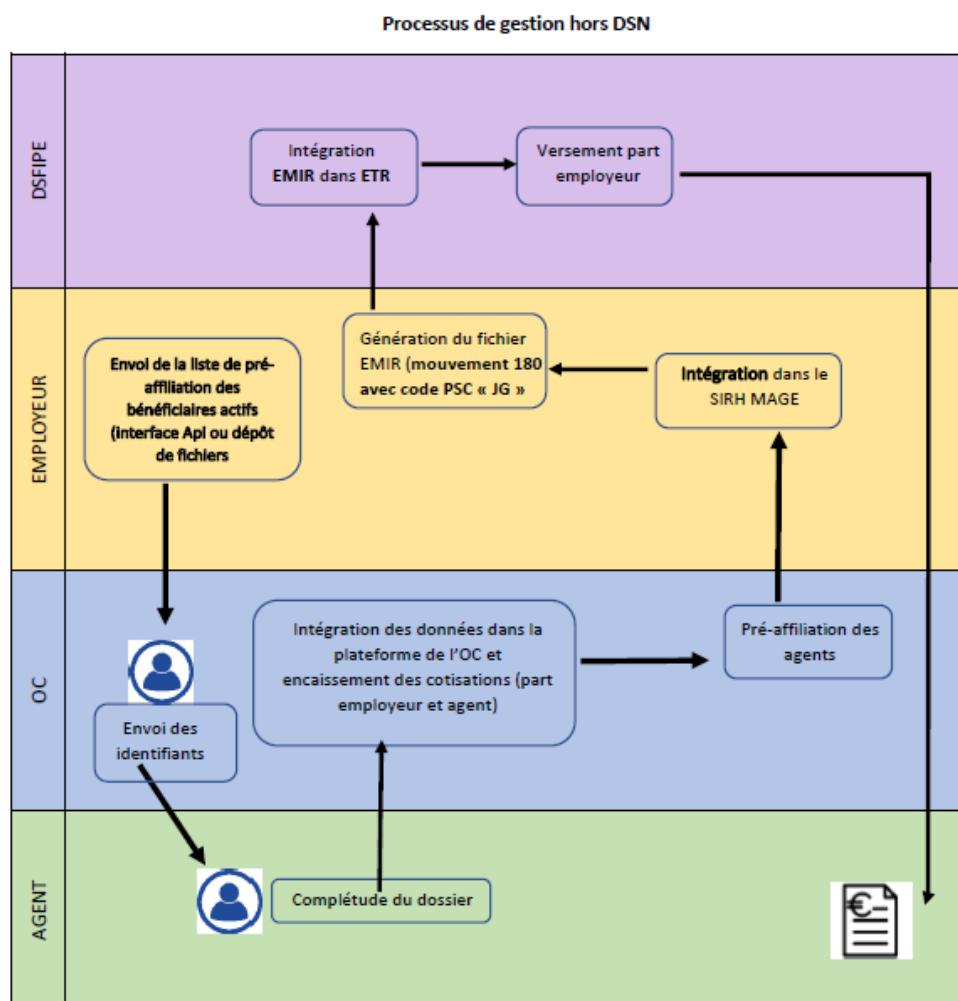 Processus de gestion hors DSN
DSFIPE
Intégration
EMIR dans ETR
Versement part
employeur
EMPLOYEUR
Envoi de la liste de pré-
affiliation des
bénéficiaires actifs
(interface Api ou dépôt
de fichiers
Génération du fichier
EMIR (mouvement 180
avec code PSC « JG »
Intégration dans le
SIRH MAGE
OC
Envoi des
identifiants
Intégration des données dans la
plateforme de l’OC et
encaissement des cotisations (part
employeur et agent)
Pré-affiliation des
agents
AGENT
Complétude du dossier
€